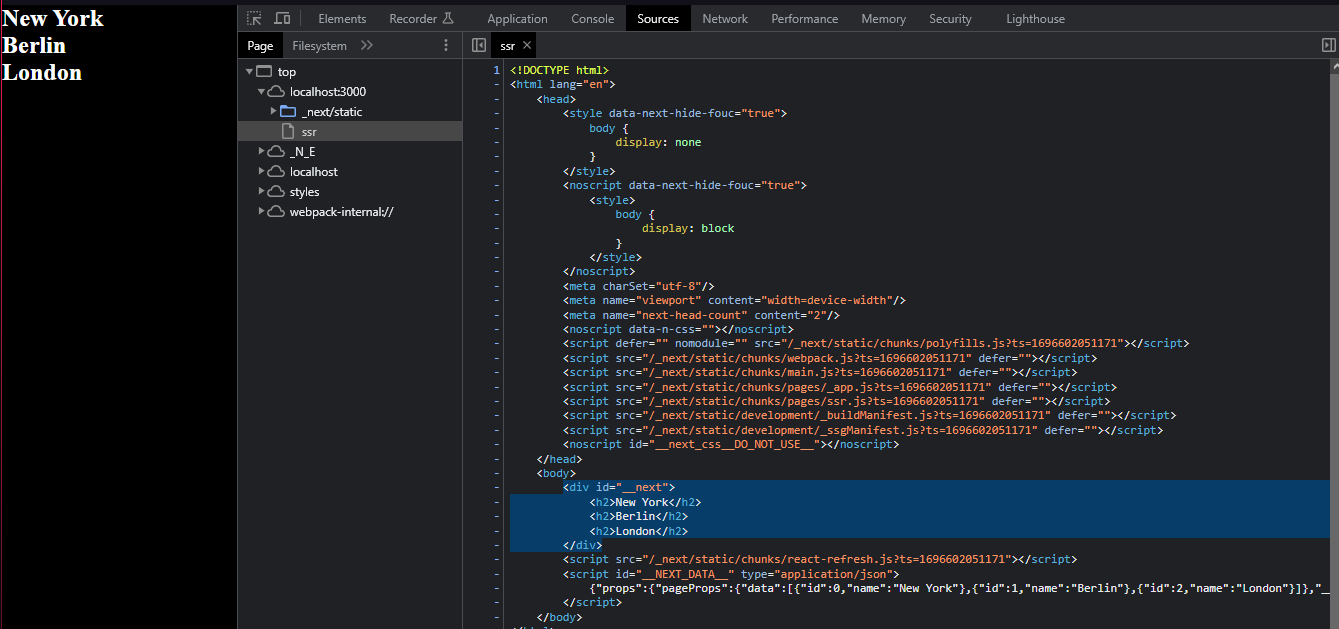 New York
Berlin
London
Elements Recorder Application Console Sources Network Performance Memory Security Lighthouse
Page Filesystem >> ssr ×
top
localhost:3000
_next/static
ssr
_N_E
localhost
styles
webpack-internal://
1 <!DOCTYPE html>
- <html lang="en">
- <head>
- <style data-next-hide-fouc="true">
- body {
- display: none
- }
- </style>
- <noscript data-next-hide-fouc="true">
- <style>
- body {
- display: block
- }
- </style>
- </noscript>
- <meta charSet="utf-8"/>
- <meta name="viewport" content="width=device-width"/>
- <meta name="next-head-count" content="2"/>
- <noscript data-n-css=""></noscript>
- <script defer="" nomodule="" src="/_next/static/chunks/polyfills.js?ts=1696602051171"></script>
- <script src="/_next/static/chunks/webpack.js?ts=1696602051171" defer=""></script>
- <script src="/_next/static/chunks/main.js?ts=1696602051171" defer=""></script>
- <script src="/_next/static/chunks/pages/_app.js?ts=1696602051171" defer=""></script>
- <script src="/_next/static/chunks/pages/ssr.js?ts=1696602051171" defer=""></script>
- <script src="/_next/static/development/_buildManifest.js?ts=1696602051171" defer=""></script>
- <script src="/_next/static/development/_ssgManifest.js?ts=1696602051171" defer=""></script>
- <noscript id="__next_css__DO_NOT_USE__"></noscript>
- </head>
- <body>
- <div id="__next">
- <h2>New York</h2>
- <h2>Berlin</h2>
- <h2>London</h2>
- </div>
- <script src="/_next/static/chunks/react-refresh.js?ts=1696602051171"></script>
- <script id="__NEXT_DATA__" type="application/json">
- {"props":{"pageProps":{"data":[{"id":0,"name":"New York"},{"id":1,"name":"Berlin"},{"id":2,"name":"London"}]},"__
- </script>
- </body>